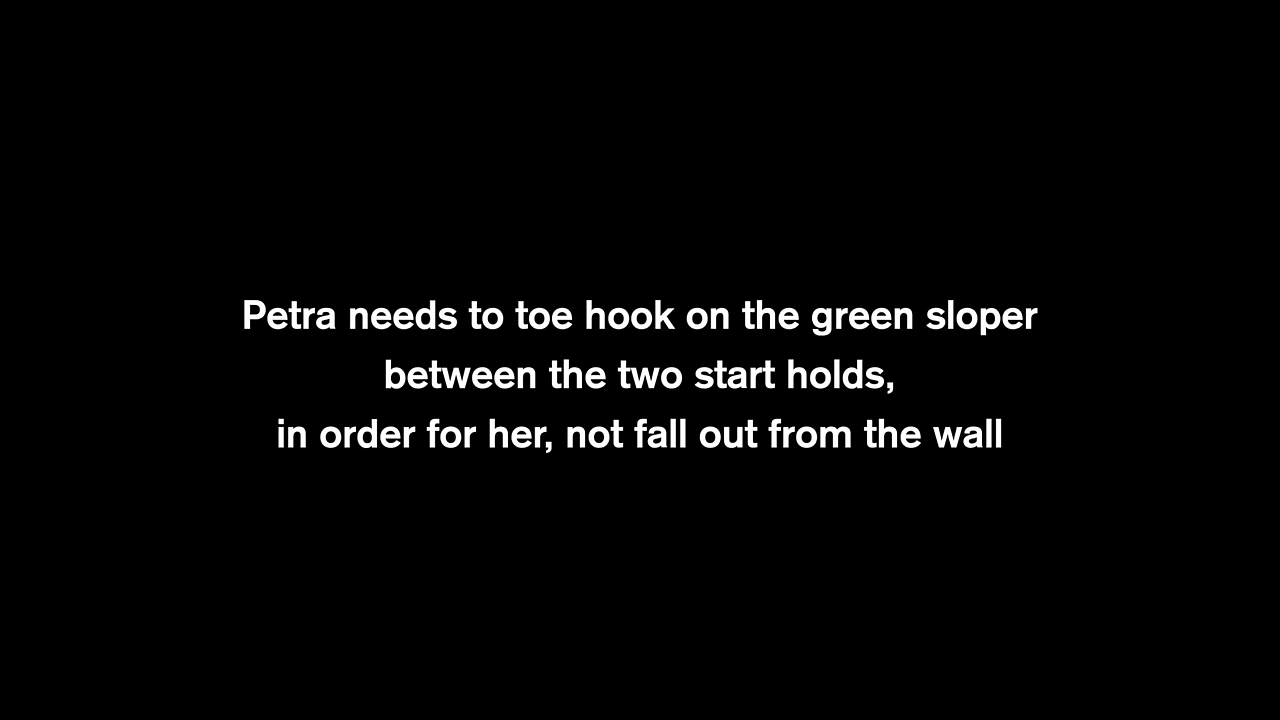 Petra needs to toe hook on the green sloper
between the two start holds,
in order for her, not fall out from the wall